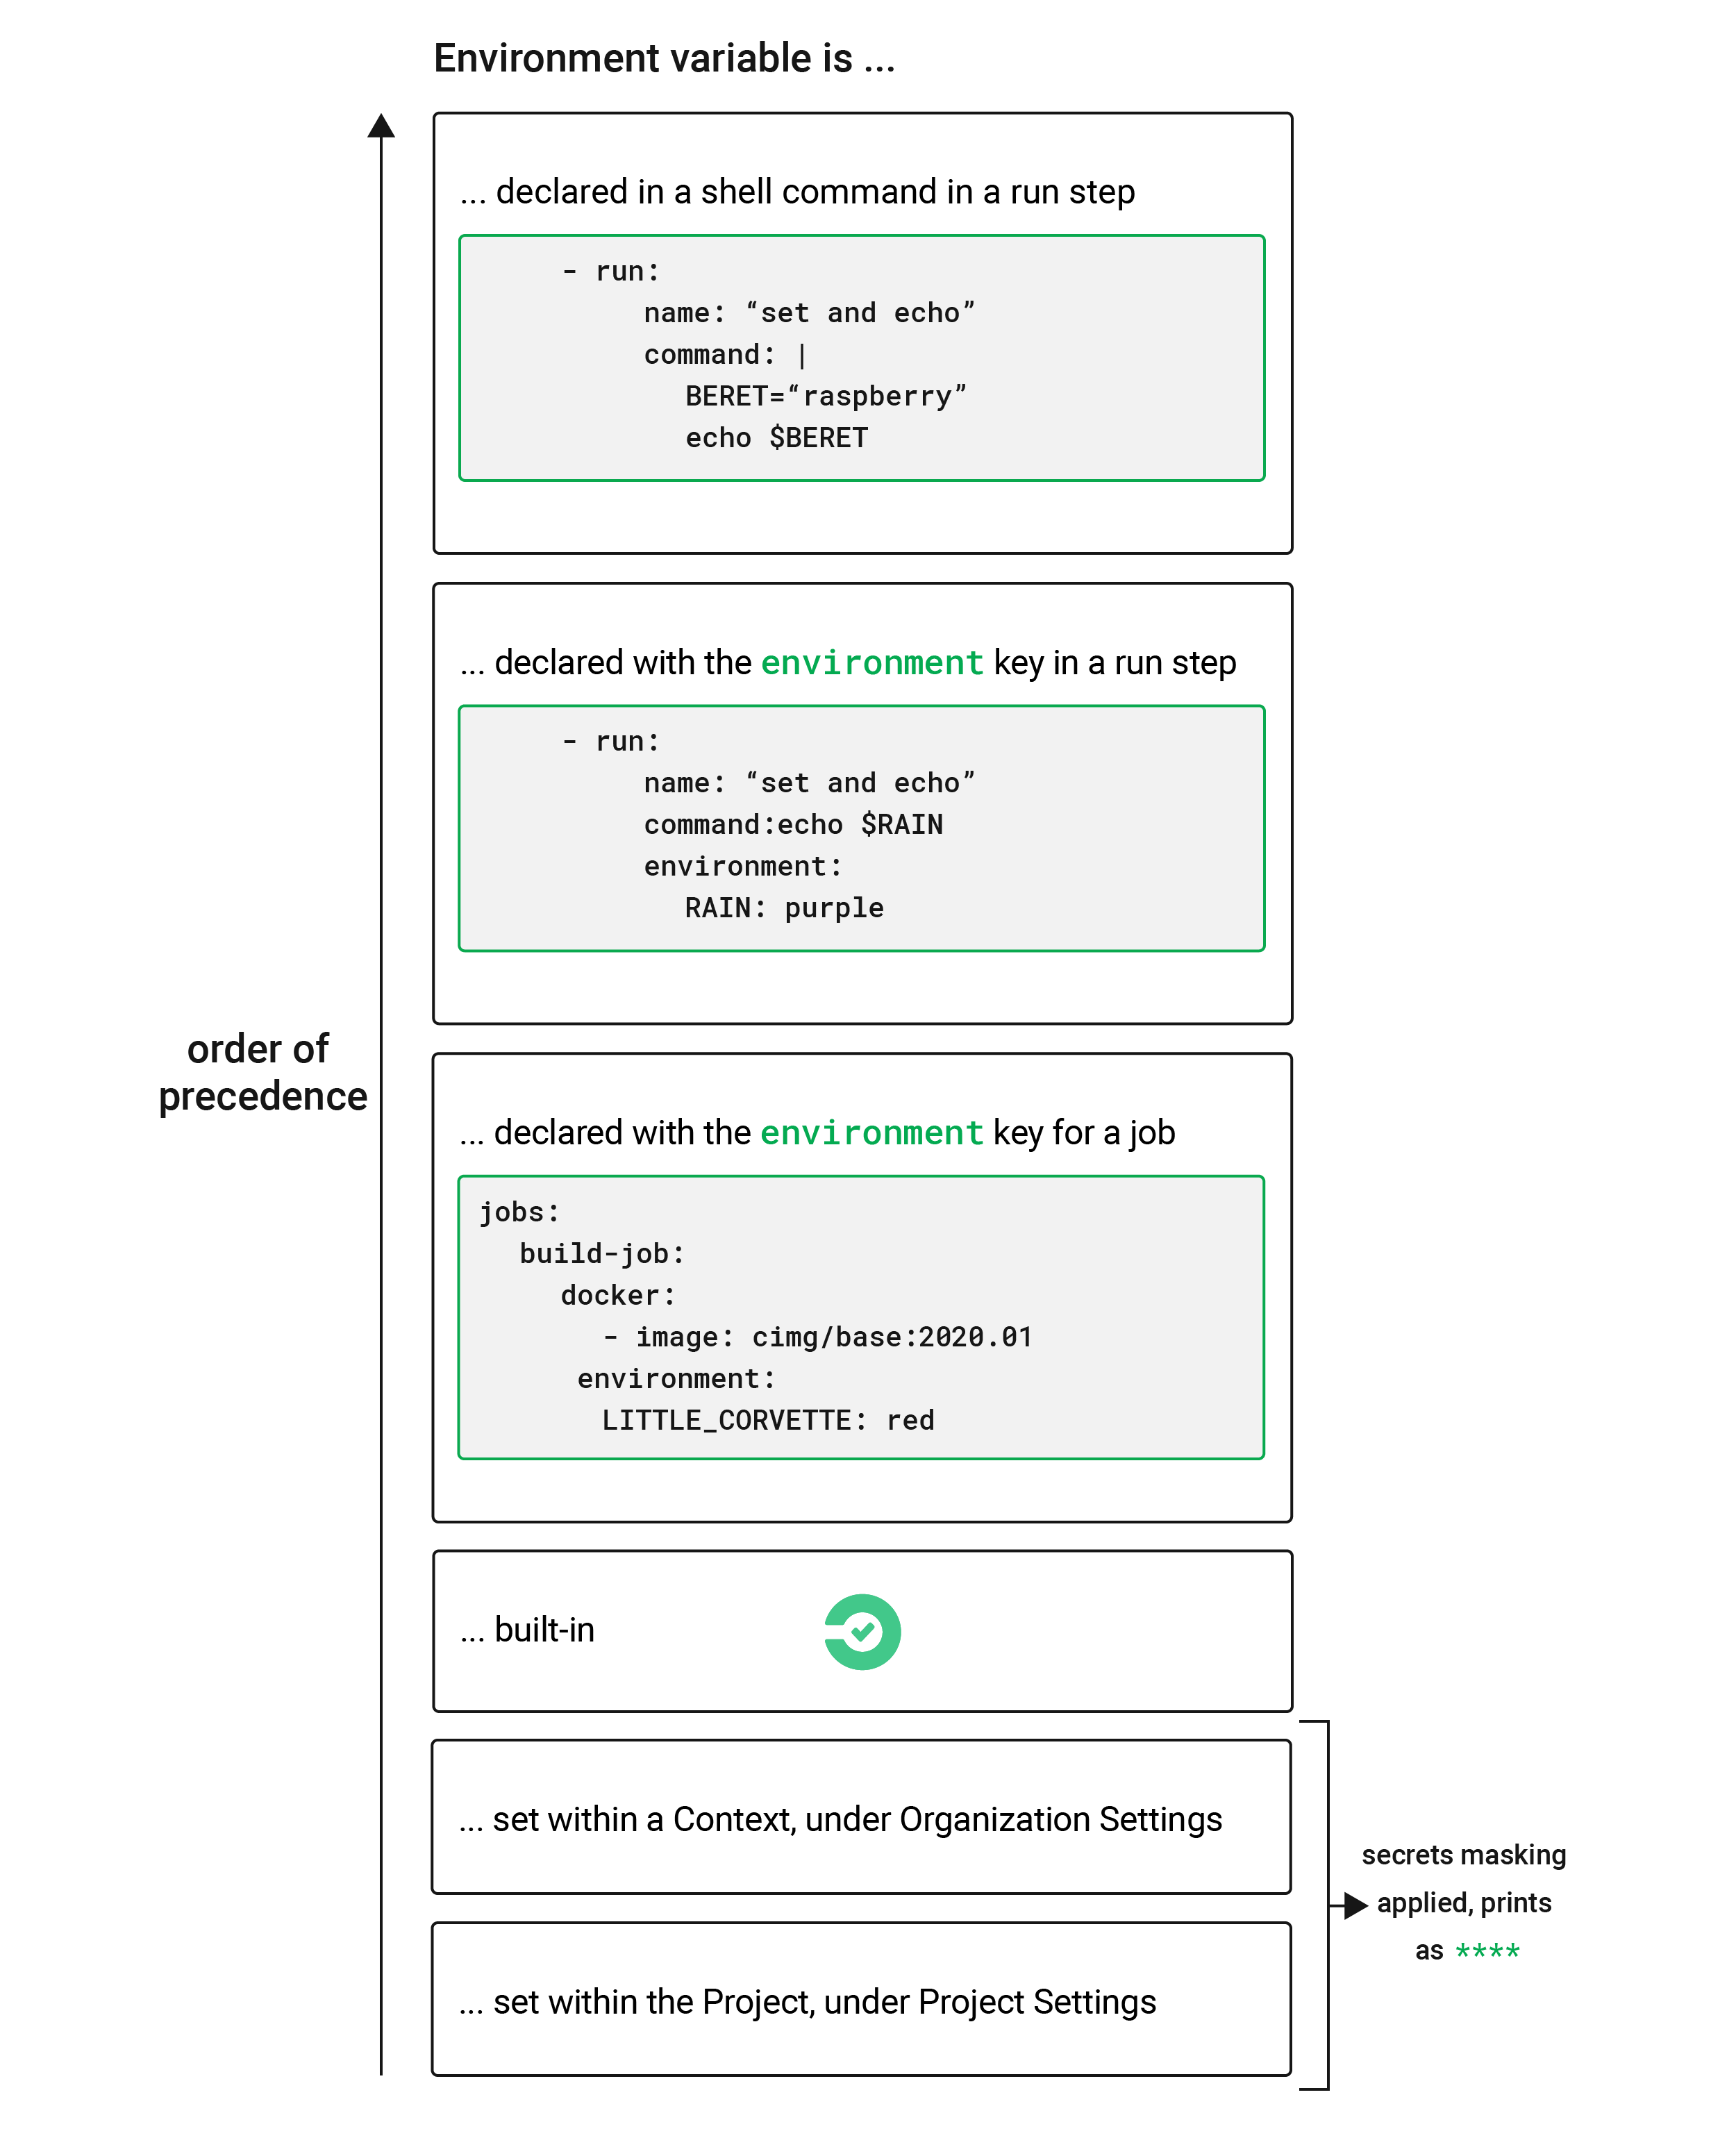 Environment variable is ...
... declared in a shell command in a run step
- run:
name: “set and echo”
command: |
BERET=“raspberry”
echo $BERET
... declared with the environment key in a run step
- run:
name: “set and echo”
command:echo $RAIN
environment:
RAIN: purple
order of
precedence
... declared with the environment key for a job
jobs:
build-job:
docker:
- image: cimg/base:2020.01
environment:
LITTLE_CORVETTE: red
... built-in
... set within a Context, under Organization Settings
... set within the Project, under Project Settings
secrets masking
applied, prints
as ****